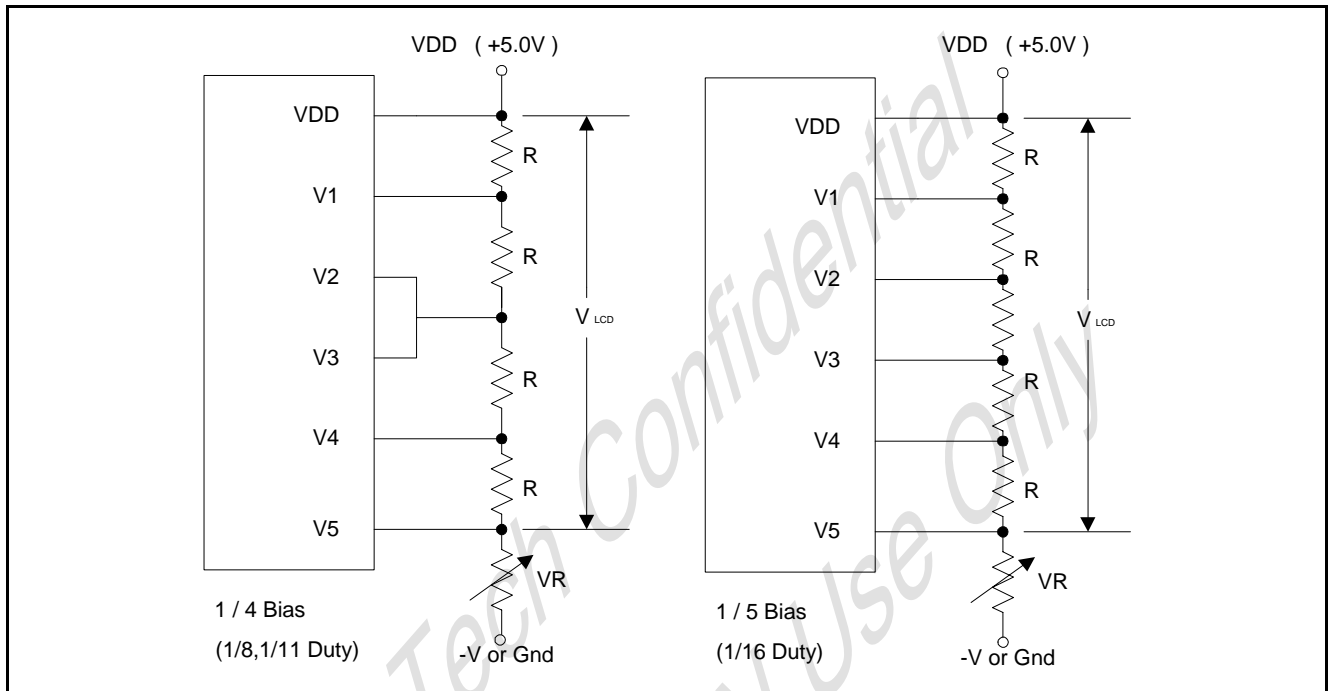 VDD ( +5.0V )
VDD
R
V1
R
V2
V LCD
V3
R
V4
R
V5
VR
1 / 4 Bias
(1/8,1/11 Duty)
-V or Gnd
VDD ( +5.0V )
VDD
R
V1
R
V2
V LCD
V3
R
V4
R
V5
VR
1 / 5 Bias
(1/16 Duty)
-V or Gnd
Tech Confidential
Use Only